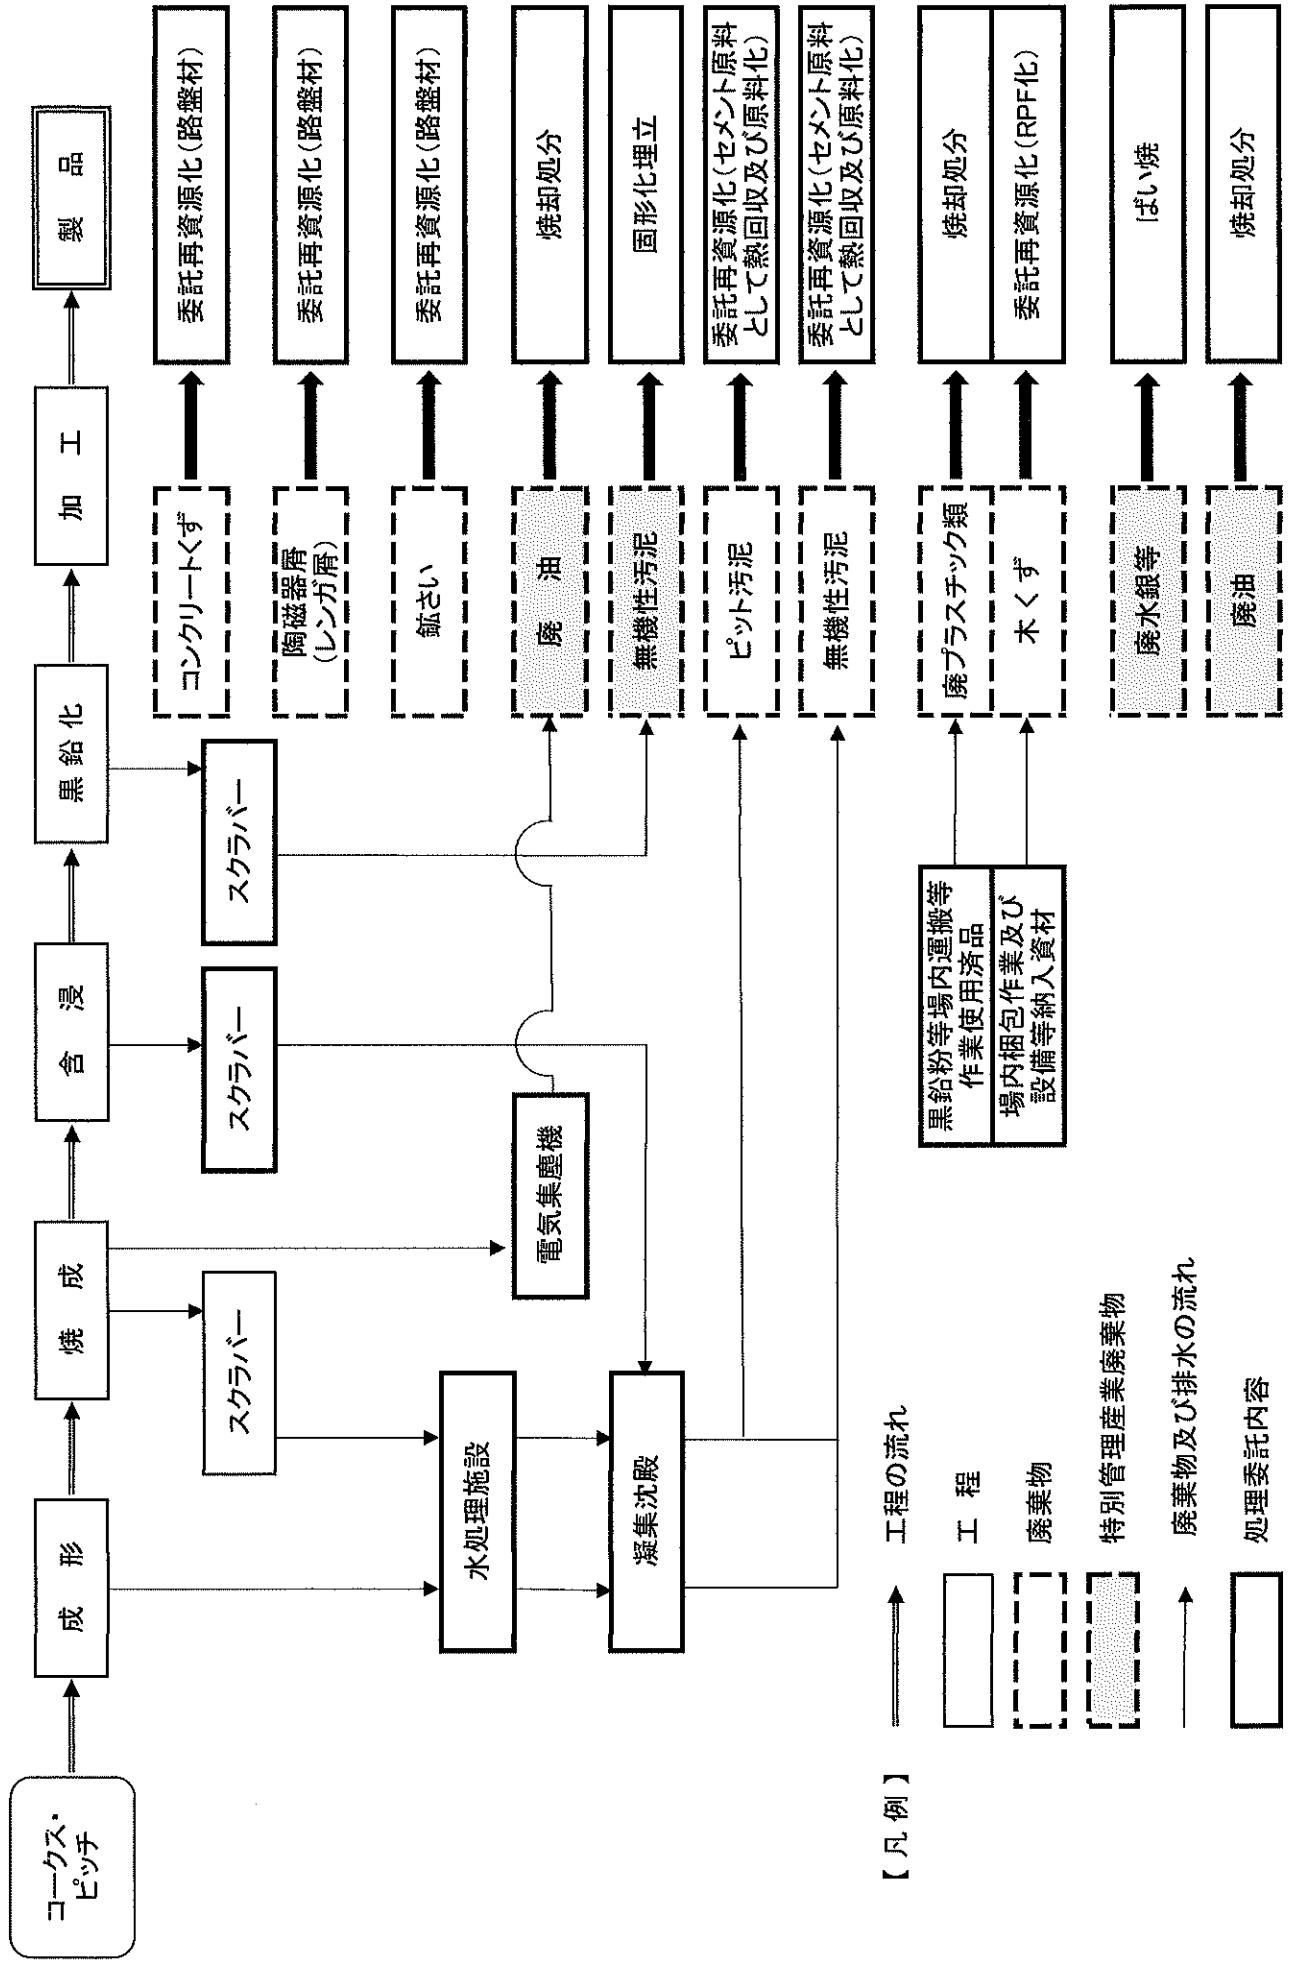 コークス・
ピッチ
成　形
焼　成
含　浸
黒 鉛 化
加　工
製　品
スクラバー
スクラバー
スクラバー
電気集塵機
水処理施設
凝集沈殿
コンクリートくず
委託再資源化（路盤材）
陶磁器屑
（レンガ屑）
委託再資源化（路盤材）
鉱さい
委託再資源化（路盤材）
廃　油
焼却処分
無機性汚泥
固形化埋立
ピット汚泥
委託再資源化（セメント原料
として熱回収及び原料化）
無機性汚泥
委託再資源化（セメント原料
として熱回収及び原料化）
黒鉛粉等場内運搬等
作業使用済品
廃プラスチック類
焼却処分
場内梱包作業及び
設備等納入資材
木くず
委託再資源化（RPF化）
廃水銀等
ばい焼
廃油
焼却処分
【 凡 例 】
工程の流れ
工　程
廃棄物
特別管理産業廃棄物
廃棄物及び排水の流れ
処理委託内容